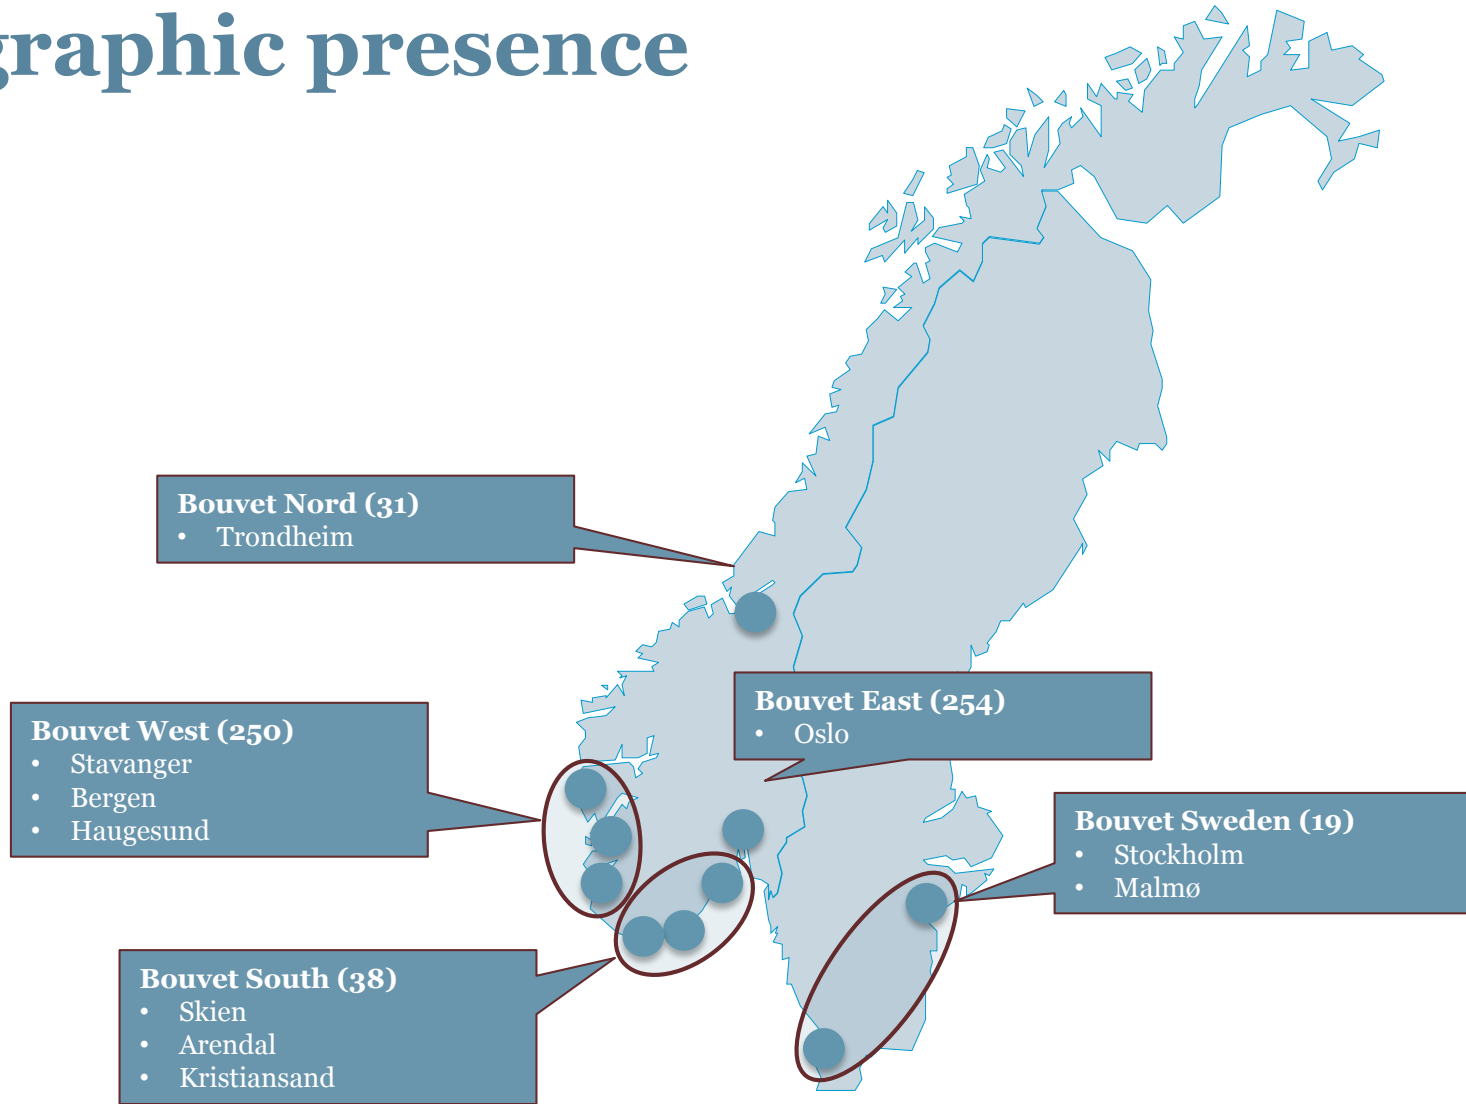 graphic presence
Bouvet Nord (31)
• Trondheim
Bouvet East (254)
• Oslo
Bouvet West (250)
• Stavanger
• Bergen
• Haugesund
Bouvet Sweden (19)
• Stockholm
• Malmø
Bouvet South (38)
• Skien
• Arendal
• Kristiansand